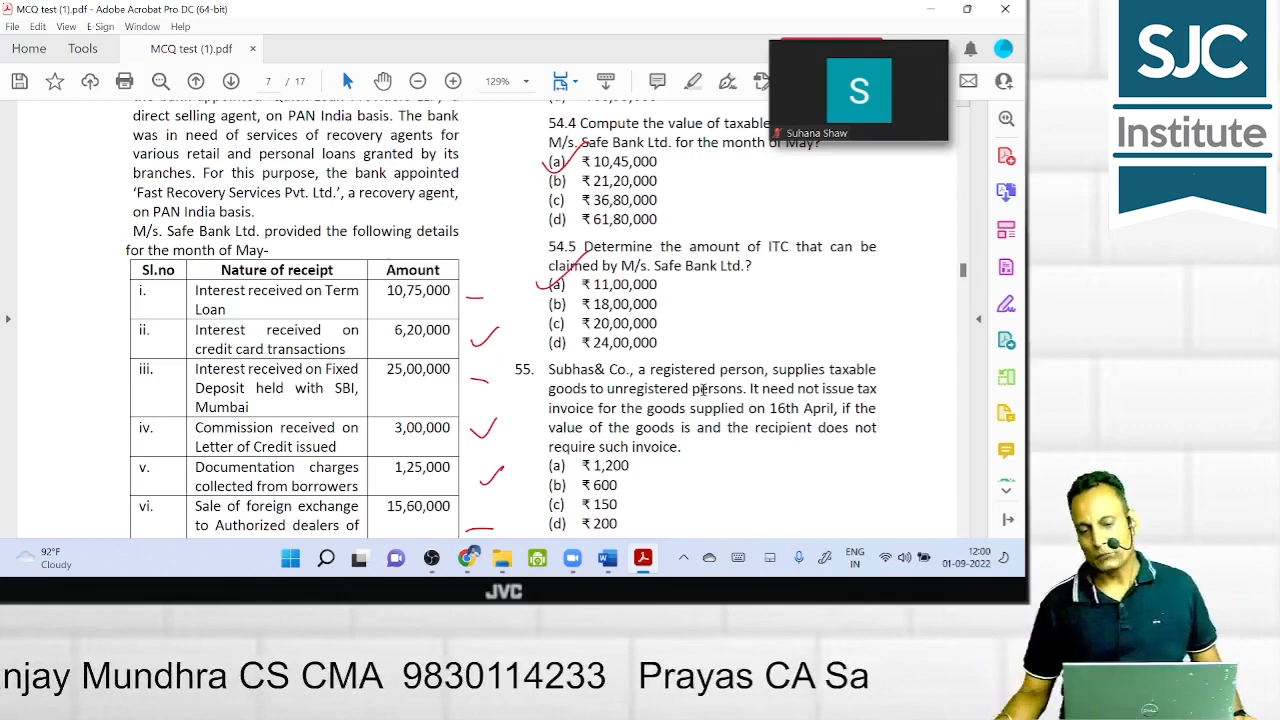 MCQ test (1).pdf - Adobe Acrobat Pro DC (64-bit)
File Edit View E-Sign Window Help
Home Tools MCQ test (1).pdf ×
7 / 17 129%
S
Suhana Shaw
direct selling agent, on PAN India basis. The bank
was in need of services of recovery agents for
various retail and personal loans granted by its
branches. For this purpose, the bank appointed
‘Fast Recovery Services Pvt. Ltd.’, a recovery agent,
on PAN India basis.
M/s. Safe Bank Ltd. provided the following details
for the month of May-
Sl.no Nature of receipt Amount
i. Interest received on Term 10,75,000
Loan
ii. Interest received on 6,20,000
credit card transactions
iii. Interest received on Fixed 25,00,000
Deposit held with SBI,
Mumbai
iv. Commission received on 3,00,000
Letter of Credit issued
v. Documentation charges 1,25,000
collected from borrowers
vi. Sale of foreign exchange 15,60,000
to Authorized dealers of
54.4 Compute the value of taxable
M/s. Safe Bank Ltd. for the month of May?
(a) ₹ 10,45,000
(b) ₹ 21,20,000
(c) ₹ 36,80,000
(d) ₹ 61,80,000
54.5 Determine the amount of ITC that can be
claimed by M/s. Safe Bank Ltd.?
(a) ₹ 11,00,000
(b) ₹ 18,00,000
(c) ₹ 20,00,000
(d) ₹ 24,00,000
55. Subhas& Co., a registered person, supplies taxable
goods to unregistered persons. It need not issue tax
invoice for the goods supplied on 16th April, if the
value of the goods is and the recipient does not
require such invoice.
(a) ₹ 1,200
(b) ₹ 600
(c) ₹ 150
(d) ₹ 200
92°F
Cloudy
ENG
IN
12:00
01-09-2022
JVC
SJC
Institute
DELL
njay Mundhra CS CMA 9830114233 Prayas CA Sa